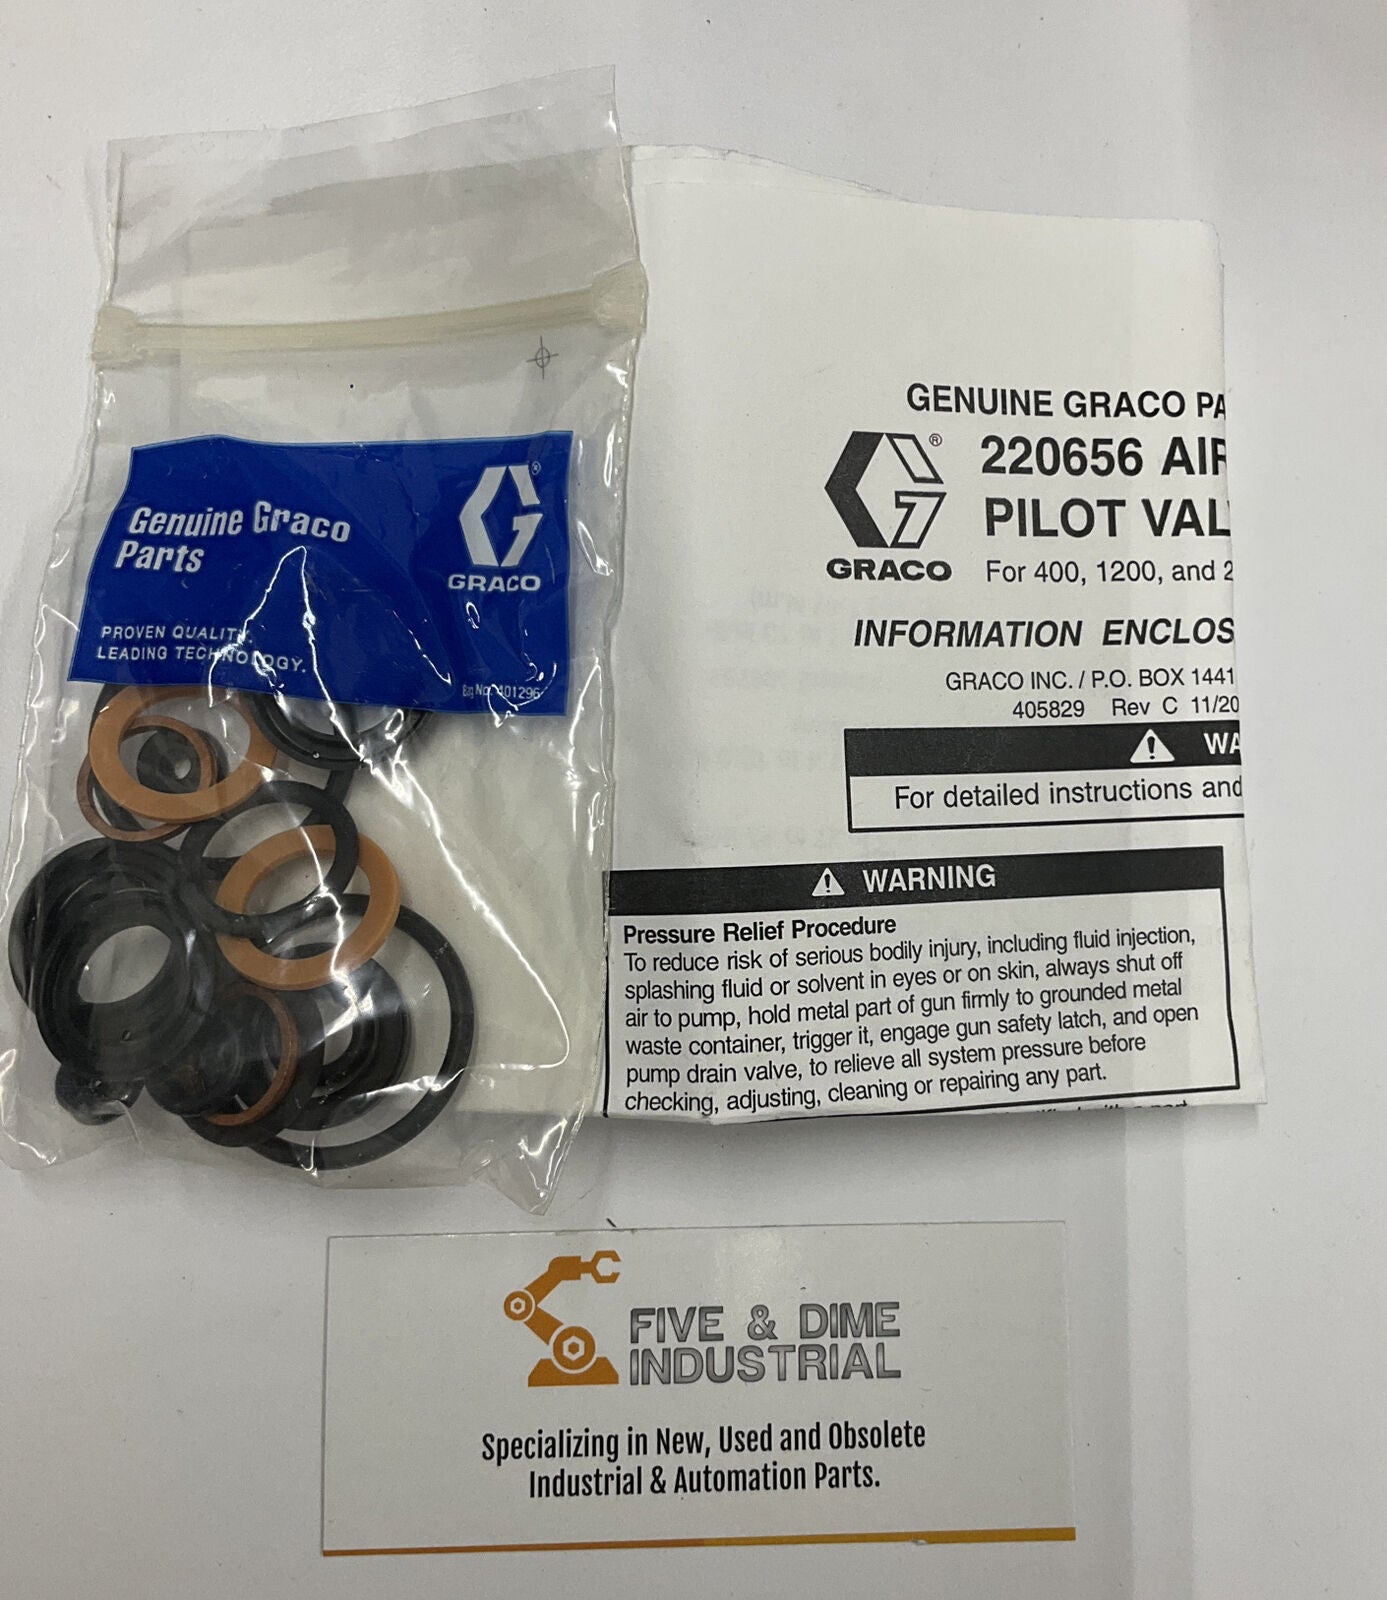 Genuine Graco
Parts
®
GRACO
PROVEN QUALITY.
LEADING TECHNOLOGY.
Bag No. 401296
GENUINE GRACO PA
®
220656 AIR
PILOT VAL
GRACO
For 400, 1200, and 2
INFORMATION ENCLOS
GRACO INC. / P.O. BOX 1441
405829 Rev C 11/20
WA
For detailed instructions and
WARNING
Pressure Relief Procedure
To reduce risk of serious bodily injury, including fluid injection,
splashing fluid or solvent in eyes or on skin, always shut off
air to pump, hold metal part of gun firmly to grounded metal
waste container, trigger it, engage gun safety latch, and open
pump drain valve, to relieve all system pressure before
checking, adjusting, cleaning or repairing any part.
FIVE & DIME
INDUSTRIAL
Specializing in New, Used and Obsolete
Industrial & Automation Parts.